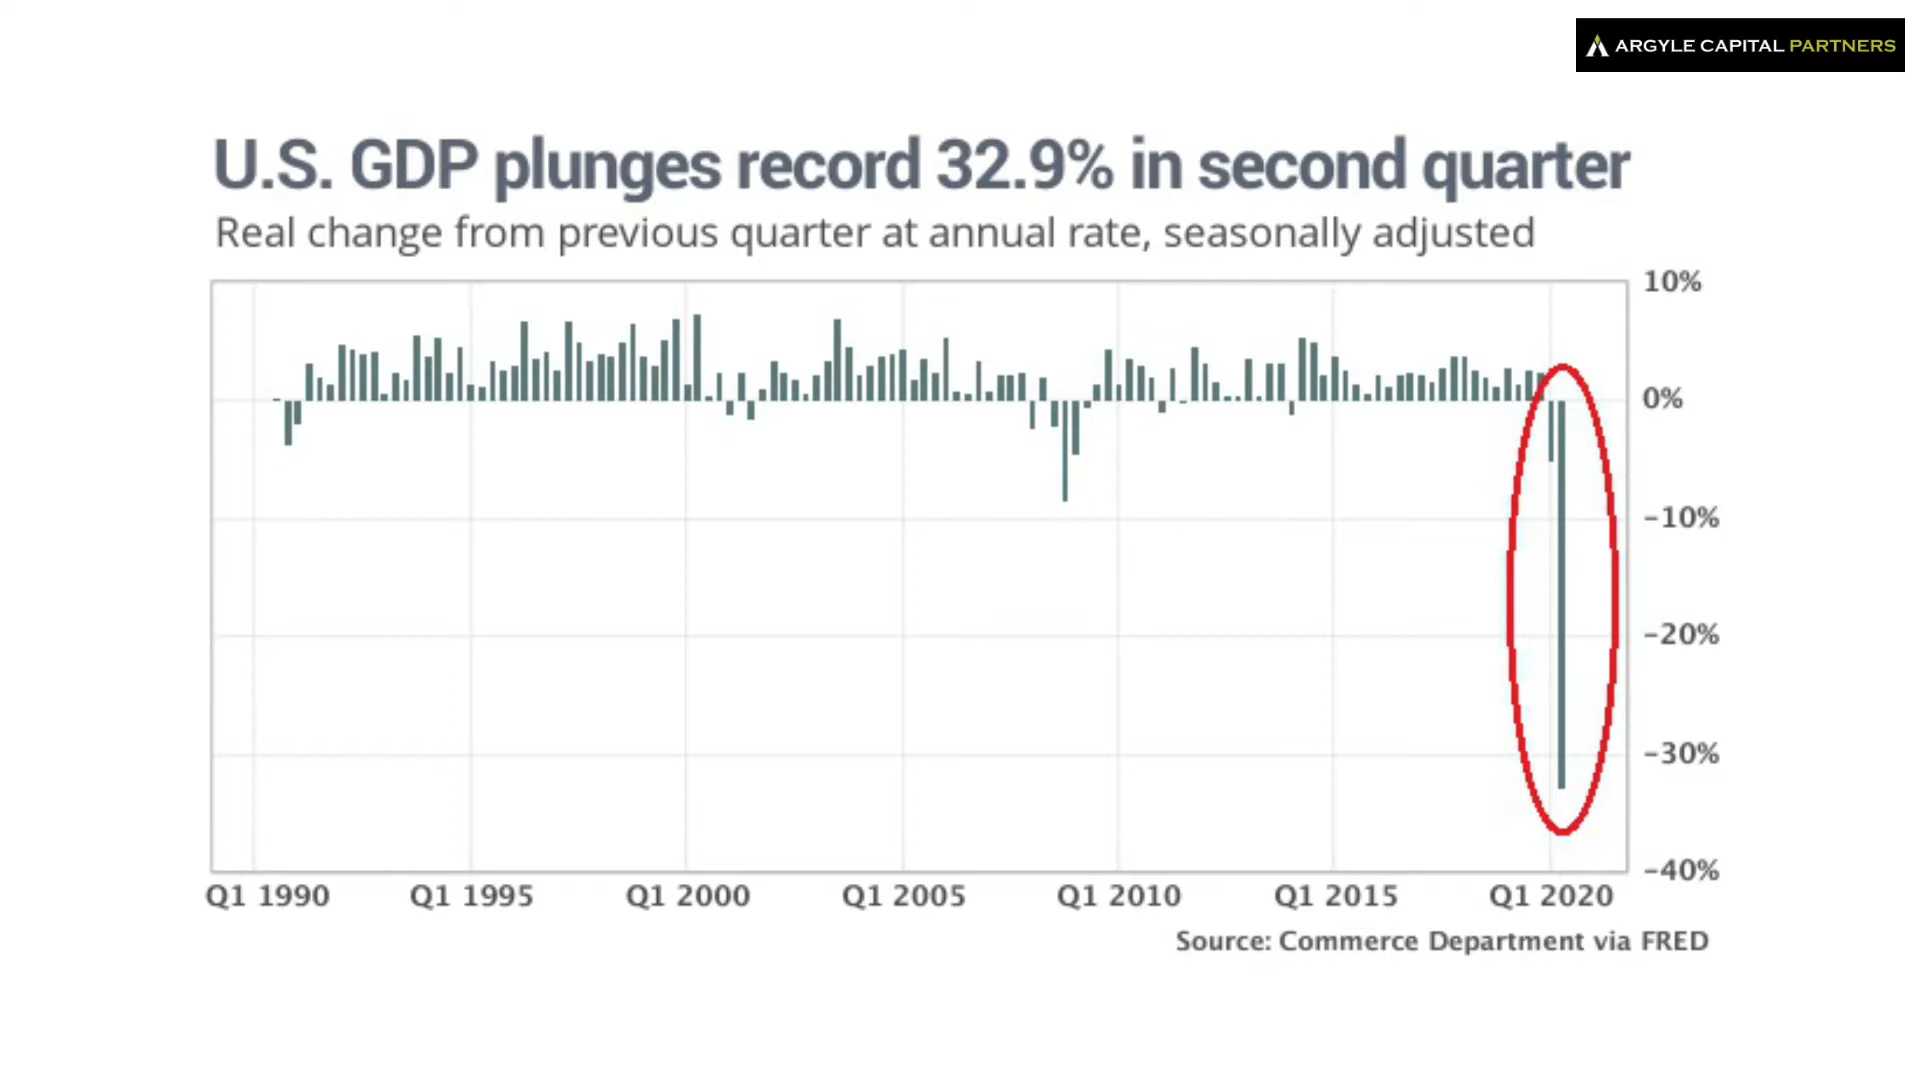 ARGYLE CAPITAL PARTNERS
U.S. GDP plunges record 32.9% in second quarter
Real change from previous quarter at annual rate, seasonally adjusted
10%
0%
-10%
-20%
-30%
-40%
Q1 1990 Q1 1995 Q1 2000 Q1 2005 Q1 2010 Q1 2015 Q1 2020
Source: Commerce Department via FRED